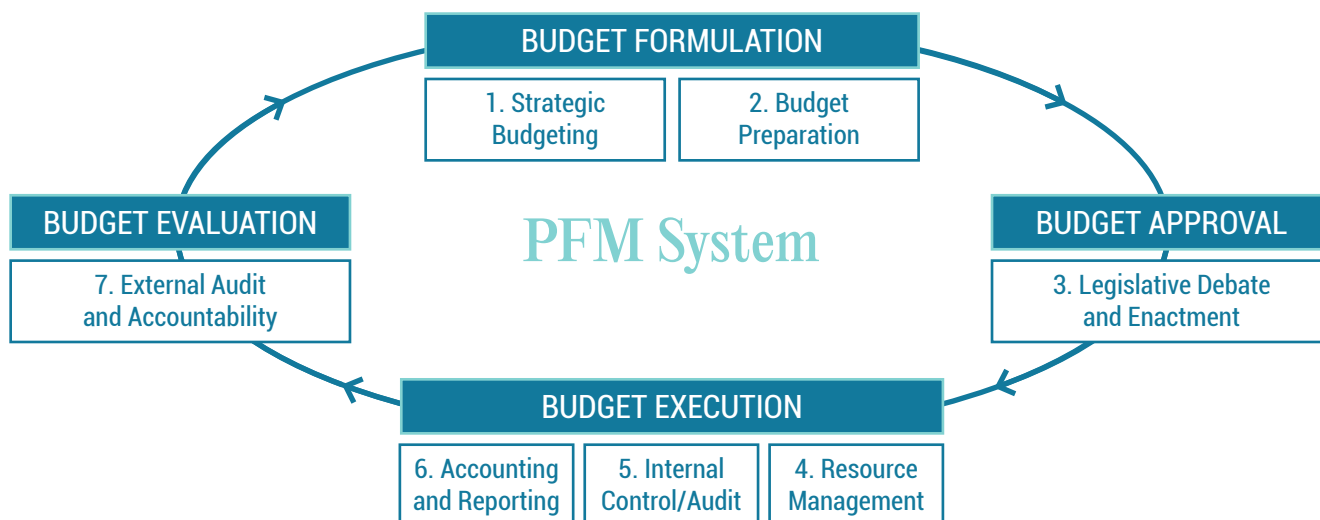 BUDGET FORMULATION
1. Strategic
Budgeting
2. Budget
Preparation
BUDGET EVALUATION
7. External Audit
and Accountability
PFM System
BUDGET APPROVAL
3. Legislative Debate
and Enactment
BUDGET EXECUTION
6. Accounting
and Reporting
5. Internal
Control/Audit
4. Resource
Management